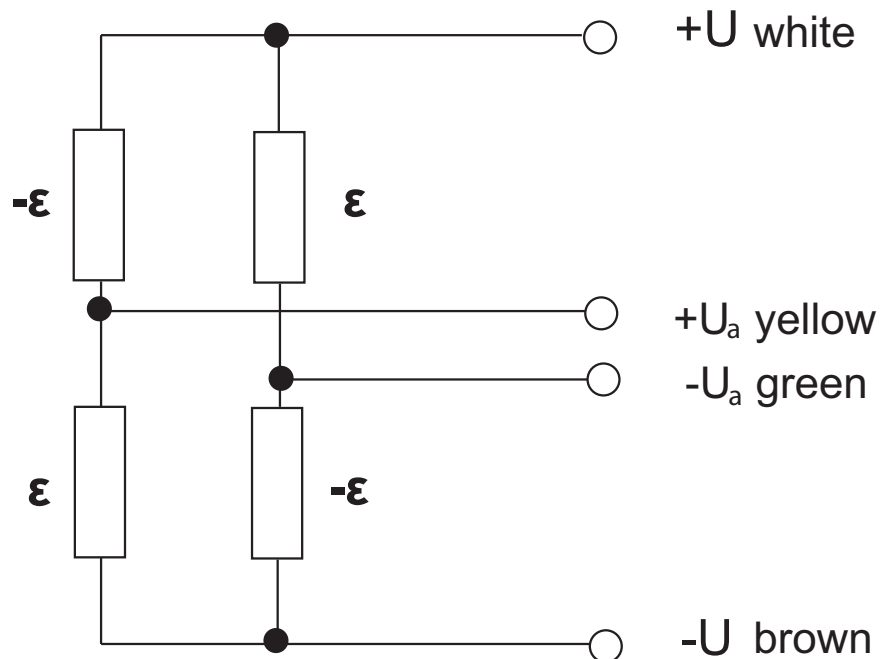 +U white
-ε
ε
+Uₐ yellow
-Uₐ green
ε
-ε
-U brown